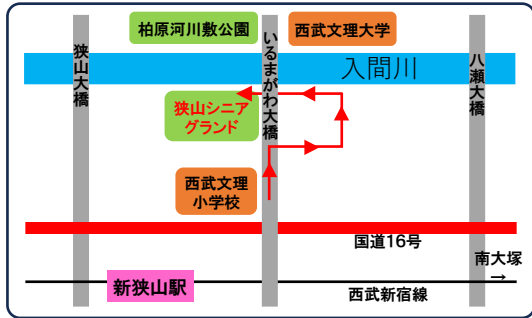 柏原河川敷公園
西武文理大学
狭山大橋
いるまがわ大橋
入間川
八瀬大橋
狭山シニア
グランド
西武文理
小学校
国道16号
南大塚
→
新狭山駅
西武新宿線